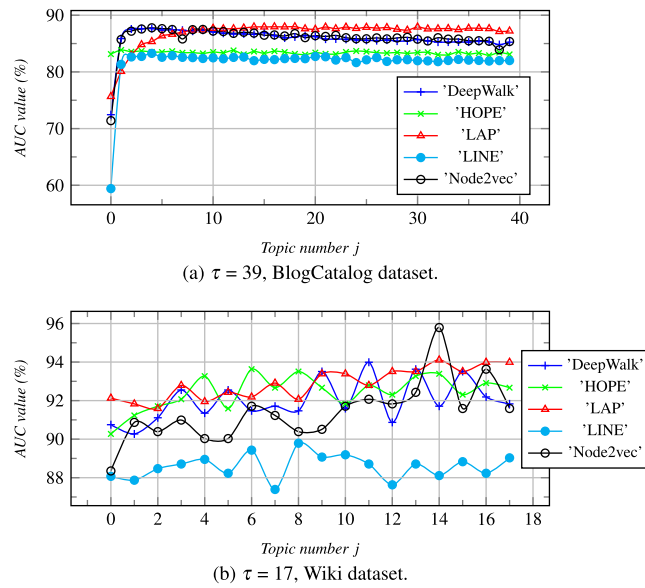 90
80
70
60
AUC value (%)
'DeepWalk'
'HOPE'
'LAP'
'LINE'
'Node2vec'
0 10 20 30 40
Topic number j
(a) τ = 39, BlogCatalog dataset.
96
94
92
90
88
AUC value (%)
'DeepWalk'
'HOPE'
'LAP'
'LINE'
'Node2vec'
0 2 4 6 8 10 12 14 16 18
Topic number j
(b) τ = 17, Wiki dataset.